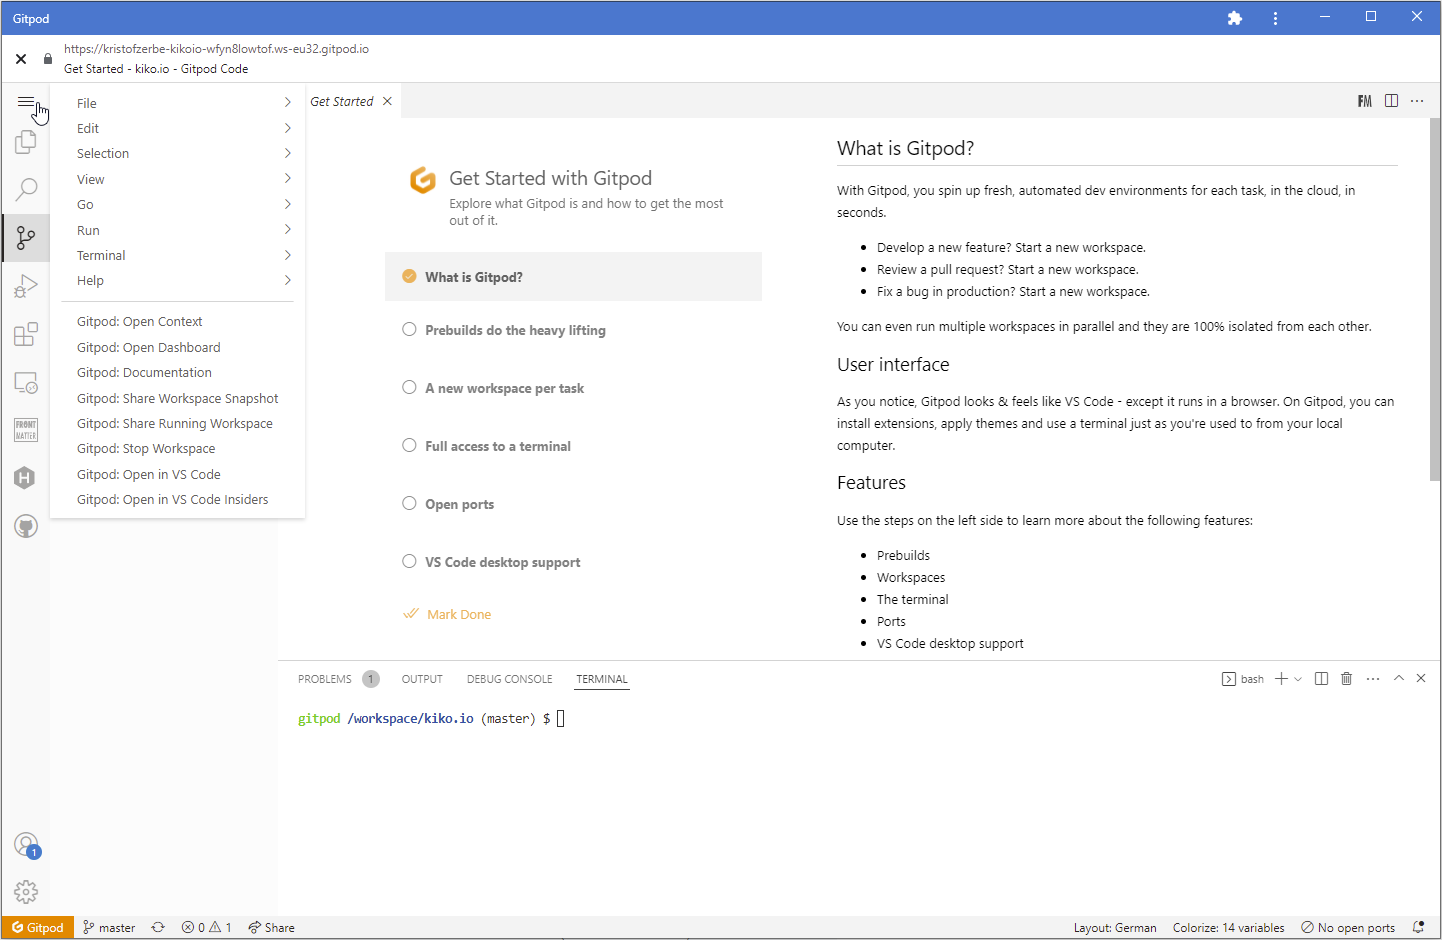 Gitpod
https://kristofzerbe-kikoio-wfyn8lowtof.ws-eu32.gitpod.io
Get Started - kiko.io - Gitpod Code
File
Edit
Selection
View
Go
Run
Terminal
Help
Gitpod: Open Context
Gitpod: Open Dashboard
Gitpod: Documentation
Gitpod: Share Workspace Snapshot
Gitpod: Share Running Workspace
Gitpod: Stop Workspace
Gitpod: Open in VS Code
Gitpod: Open in VS Code Insiders
FRONT
MATTER
H
1
Get Started
FM
Get Started with Gitpod
Explore what Gitpod is and how to get the most
out of it.
What is Gitpod?
Prebuilds do the heavy lifting
A new workspace per task
Full access to a terminal
Open ports
VS Code desktop support
Mark Done
What is Gitpod?
With Gitpod, you spin up fresh, automated dev environments for each task, in the cloud, in
seconds.
Develop a new feature? Start a new workspace.
Review a pull request? Start a new workspace.
Fix a bug in production? Start a new workspace.
You can even run multiple workspaces in parallel and they are 100% isolated from each other.
User interface
As you notice, Gitpod looks & feels like VS Code - except it runs in a browser. On Gitpod, you can
install extensions, apply themes and use a terminal just as you're used to from your local
computer.
Features
Use the steps on the left side to learn more about the following features:
Prebuilds
Workspaces
The terminal
Ports
VS Code desktop support
PROBLEMS 1 OUTPUT DEBUG CONSOLE TERMINAL bash
gitpod /workspace/kiko.io (master) $
Gitpod master 0 1 Share Layout: German Colorize: 14 variables No open ports